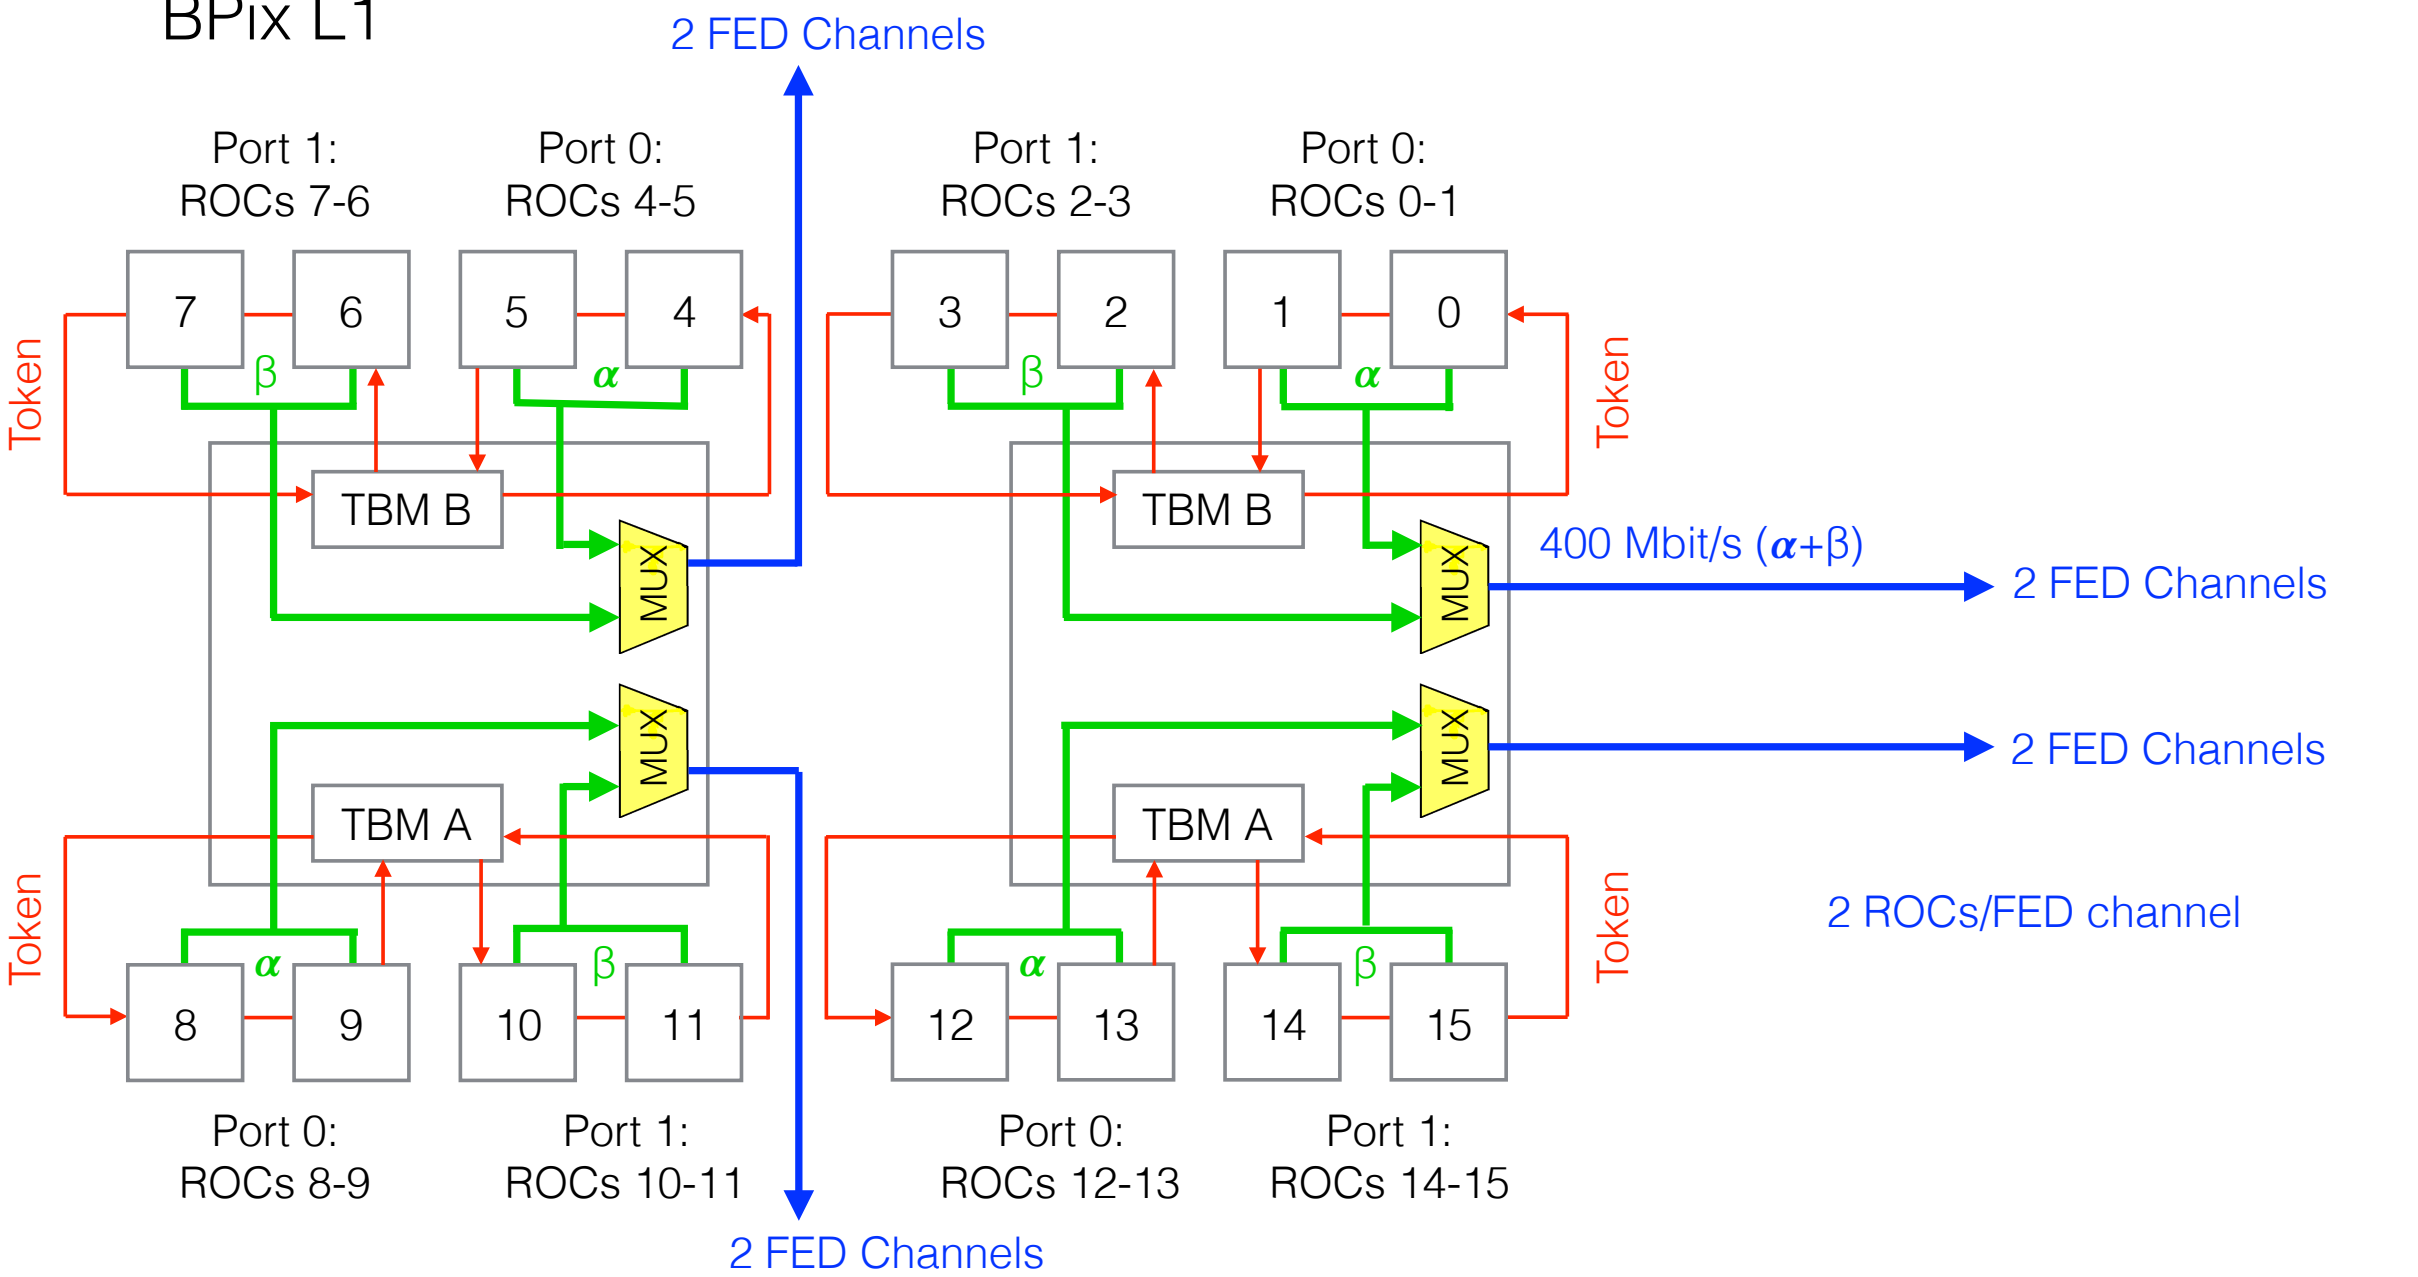 BPix L1
2 FED Channels
Port 1:
ROCs 7-6
Port 0:
ROCs 4-5
Port 1:
ROCs 2-3
Port 0:
ROCs 0-1
7
6
5
4
3
2
1
0
β
α
β
α
Token
Token
TBM B
TBM B
MUX
MUX
400 Mbit/s (α+β)
2 FED Channels
MUX
MUX
2 FED Channels
TBM A
TBM A
Token
Token
2 ROCs/FED channel
α
β
α
β
8
9
10
11
12
13
14
15
Port 0:
ROCs 8-9
Port 1:
ROCs 10-11
Port 0:
ROCs 12-13
Port 1:
ROCs 14-15
2 FED Channels